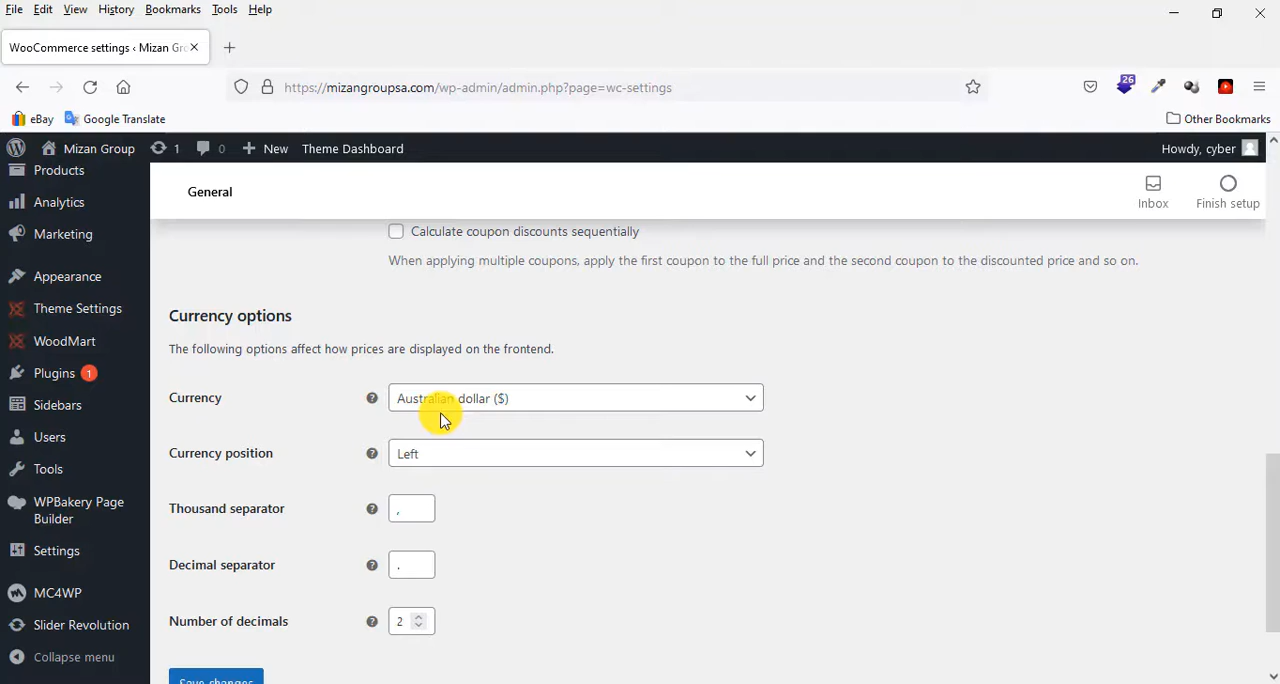 File Edit View History Bookmarks Tools Help
WooCommerce settings ‹ Mizan Gr
https://mizangroupsa.com/wp-admin/admin.php?page=wc-settings
26
eBay Google Translate Other Bookmarks
Mizan Group 1 0 New Theme Dashboard Howdy, cyber
Products
Analytics
Marketing
Appearance
Theme Settings
WoodMart
Plugins 1
Sidebars
Users
Tools
WPBakery Page
Builder
Settings
MC4WP
Slider Revolution
Collapse menu
General
Inbox
Finish setup
Calculate coupon discounts sequentially
When applying multiple coupons, apply the first coupon to the full price and the second coupon to the discounted price and so on.
Currency options
The following options affect how prices are displayed on the frontend.
Currency Australian dollar ($)
Currency position Left
Thousand separator ,
Decimal separator .
Number of decimals 2
Save changes